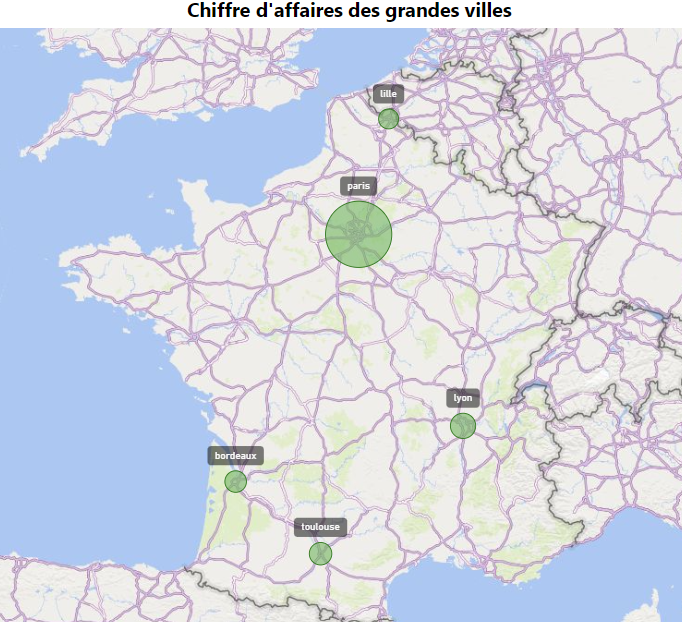 Chiffre d'affaires des grandes villes
lille
paris
lyon
bordeaux
toulouse